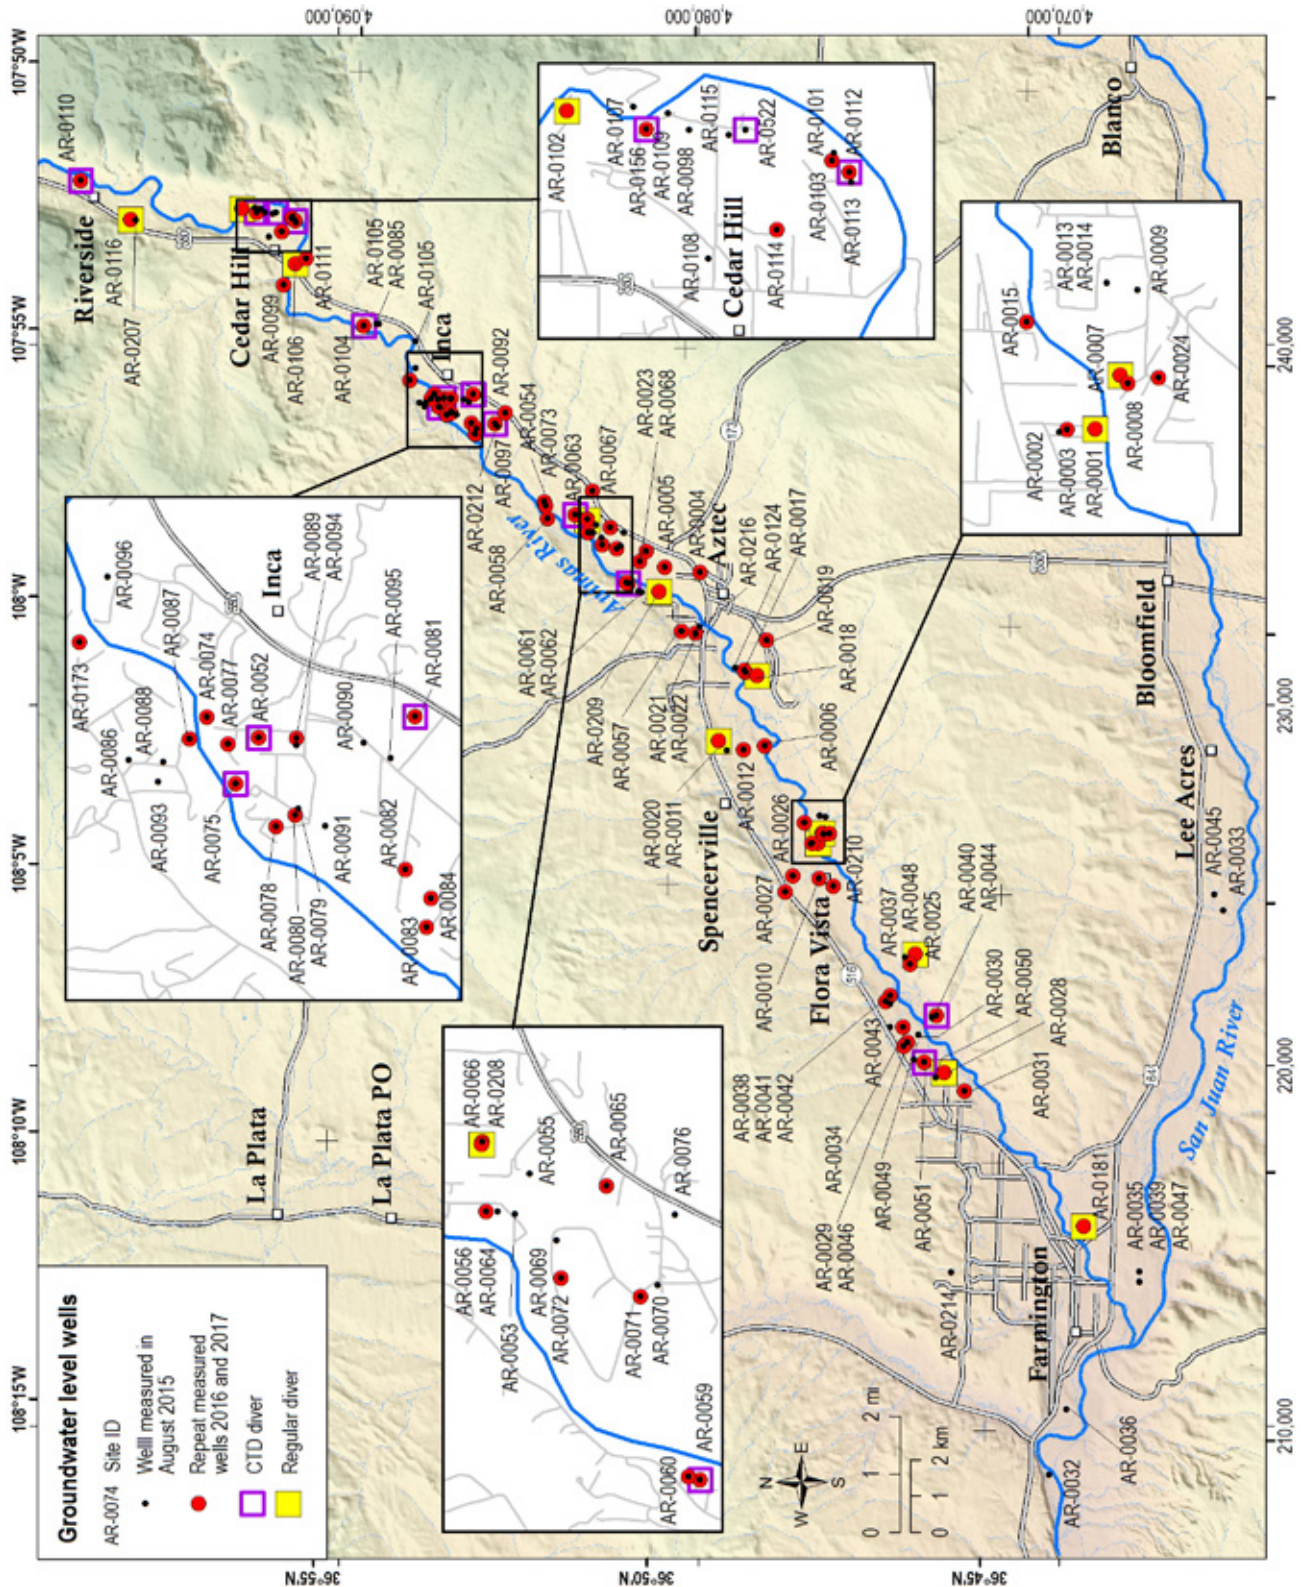 Groundwater level wells
AR-0074 Site ID
Welll measured in
August 2015
Repeat measured
wells 2016 and 2017
CTD diver
Regular diver
108°15'W
108°10'W
108°5'W
108°0'W
107°55'W
107°50'W
36°55'N
36°50'N
36°45'N
4,090,000
4,080,000
4,070,000
210,000
220,000
230,000
240,000
N
W
E
S
0 1 2 mi
0 1 2 km
La Plata
La Plata PO
Riverside
AR-0110
AR-0116
AR-0207
Cedar Hill
AR-0099
AR-0111
AR-0106
AR-0104
AR-0105
AR-0085
AR-0105
Inca
AR-0092
AR-0054
AR-0073
AR-0063
AR-0067
AR-0097
AR-0212
AR-0058
Animas River
AR-0023
AR-0068
AR-0005
AR-0004
Aztec
AR-0216
AR-0124
AR-0017
AR-0019
AR-0018
AR-0061
AR-0062
AR-0209
AR-0057
AR-0021
AR-0022
AR-0020
AR-0011
AR-0012
AR-0006
Spencerville
AR-0026
AR-0027
AR-0210
AR-0010
Flora Vista
AR-0037
AR-0048
AR-0025
AR-0040
AR-0044
AR-0030
AR-0050
AR-0028
AR-0031
AR-0043
AR-0038
AR-0041
AR-0042
AR-0034
AR-0029
AR-0046
AR-0049
AR-0051
AR-0214
Farmington
AR-0181
AR-0035
AR-0039
AR-0047
AR-0032
AR-0036
San Juan River
Lee Acres
AR-0045
AR-0033
Bloomfield
Blanco
550
173
516
64
AR-0173
AR-0096
AR-0087
AR-0074
AR-0077
AR-0052
AR-0088
AR-0086
AR-0093
AR-0075
Inca
AR-0089
AR-0094
AR-0095
AR-0081
AR-0090
AR-0082
AR-0091
AR-0078
AR-0080
AR-0079
AR-0083
AR-0084
AR-0066
AR-0208
AR-0055
AR-0065
AR-0076
AR-0056
AR-0064
AR-0053
AR-0069
AR-0072
AR-0071
AR-0070
AR-0059
AR-0060
AR-0102
AR-0107
AR-0156
AR-0109
AR-0098
AR-0115
AR-0522
AR-0101
AR-0112
AR-0103
AR-0113
AR-0114
AR-0108
Cedar Hill
AR-0015
AR-0013
AR-0014
AR-0009
AR-0007
AR-0024
AR-0008
AR-0002
AR-0003
AR-0001